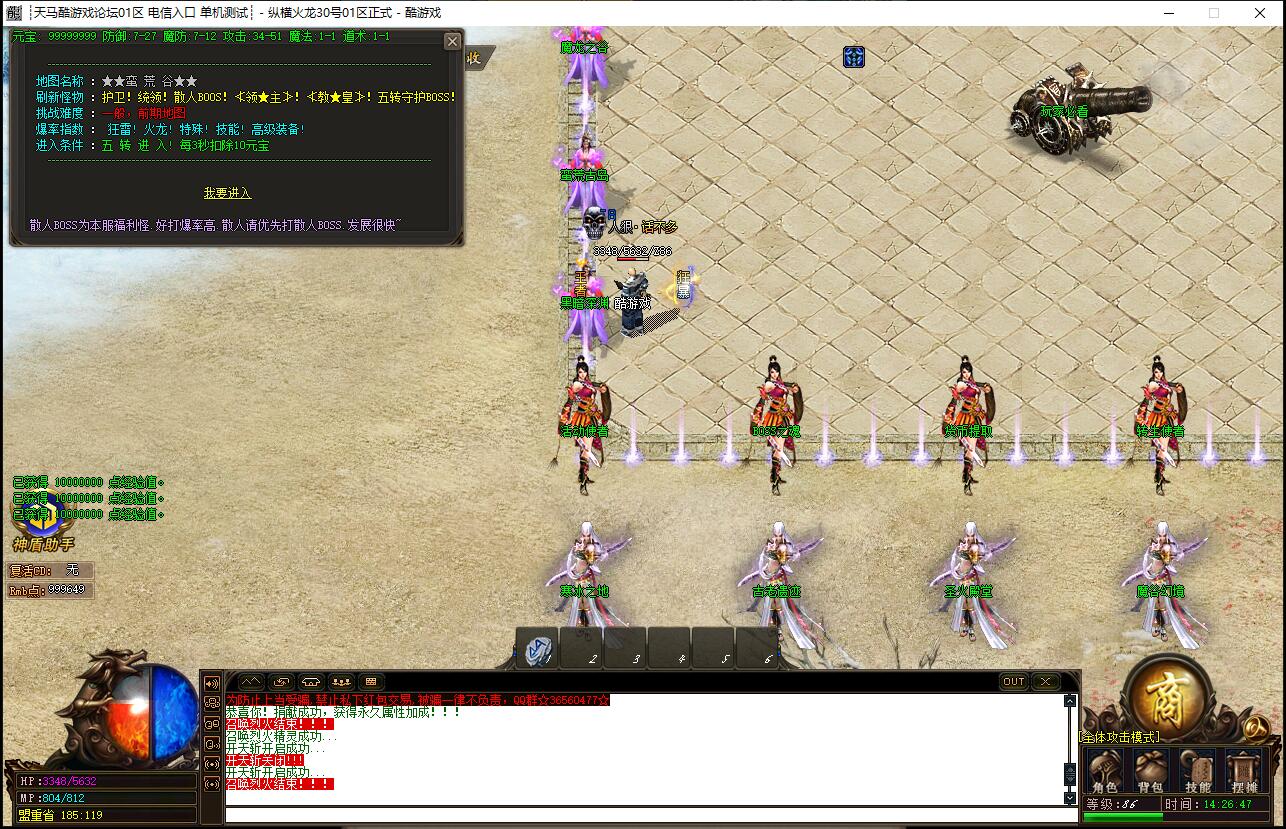 天马酷游戏论坛01区 电信入口 单机测试 - 纵横火龙30号01区正式 - 酷游戏
元宝: 99999999 防御:7-27 魔防:7-12 攻击:34-51 魔法:1-1 道术:1-1
地图名称 : ★★蛮 荒 谷★★
刷新怪物 : 护卫! 统领! 散人BOOS! ≮领★主≯! ≮教★皇≯! 五转守护BOSS!
挑战难度 : 一般, 前期地图
爆率指数 : 狂雷! 火龙! 特殊! 技能! 高级装备!
进入条件 : 五 转 进 入! 每3秒扣除10元宝
我要进入
散人BOSS为本服福利怪. 好打爆率高. 散人请优先打散人BOSS. 发展很快~
收
魔龙之谷
玩家必看
蛮荒古岛
人狠·话不多
3348/5632/Z86
王者
狂暴
黑暗深渊
酷游戏
活动使者
BOSS之魂
货币提取
转生使者
已获得 10000000 点经验值。
已获得 10000000 点经验值。
已获得 10000000 点经验值。
神盾助手
复活CD: 无
Rmb点: 999649
寒冰之地
古老遗迹
圣火殿堂
魔谷幻境
1 2 3 4 5 6
OUT
为防止上当受骗,禁止私下红包交易,被骗一律不负责, QQ群☆36560477☆
恭喜你! 捐献成功, 获得永久属性加成! ! !
召唤烈火结束! ! ! !
召唤烈火精灵成功...
开天斩开启成功...
开天斩关闭!!!
开天斩开启成功...
召唤烈火结束! ! ! !
HP:3348/5632
MP:804/812
盟重省 185:119
商
[全体攻击模式]
角色 背包 技能 摆摊
等级:86 时间: 14:26:47